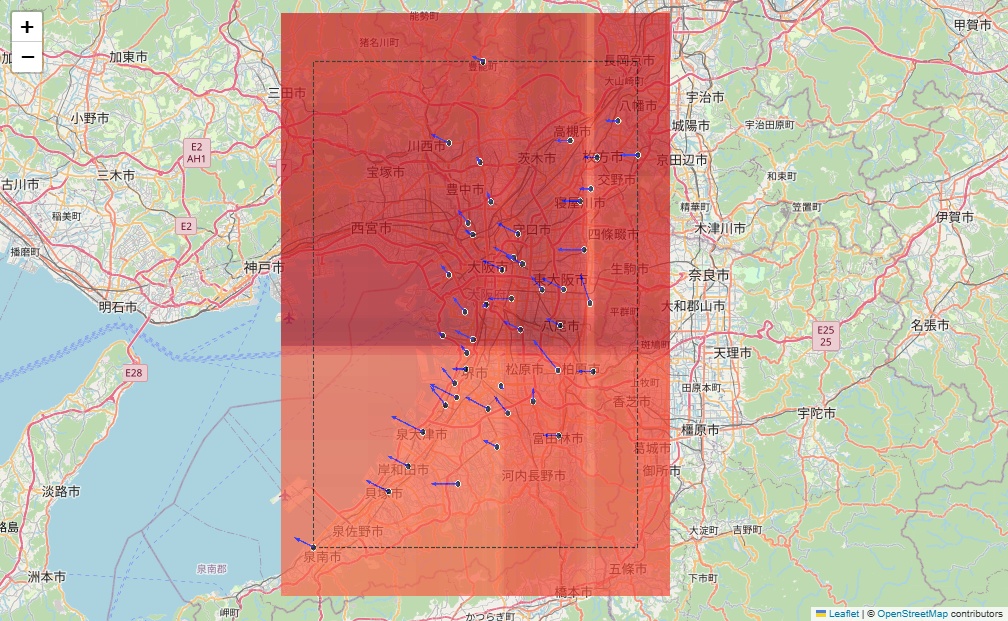 +
−
能勢町
甲賀市
猪名川町
加東市
長岡京市
豊能町
大山崎町
三田市
宇治市
八幡市
小野市
城陽市
宇治田原町
高槻市
E2
AH1
川西市
茨木市
枚方市
京田辺市
宝塚市
三木市
和束町
古川市
豊中市
交野市
寝屋川市
精華町
笠置町
稲美町
伊賀市
E2
西宮市
口市
四條畷市
木津川市
播磨町
神戸市
大阪市
生駒市
奈良市
東大阪市
明石市
大和郡山市
平群町
八尾市
名張市
E25
25
斑鳩町
天理市
E28
堺市
松原市
柏原市
上牧町
田原本町
香芝市
宇陀市
泉大津市
富田林市
橿原市
葛城市
岸和田市
河内長野市
御所市
淡路市
貝塚市
路島
泉佐野市
大淀町
吉野町
泉南市
泉南郡
五條市
洲本市
下市町
橋本市
岬町
かつらぎ町
Leaflet | © OpenStreetMap contributors